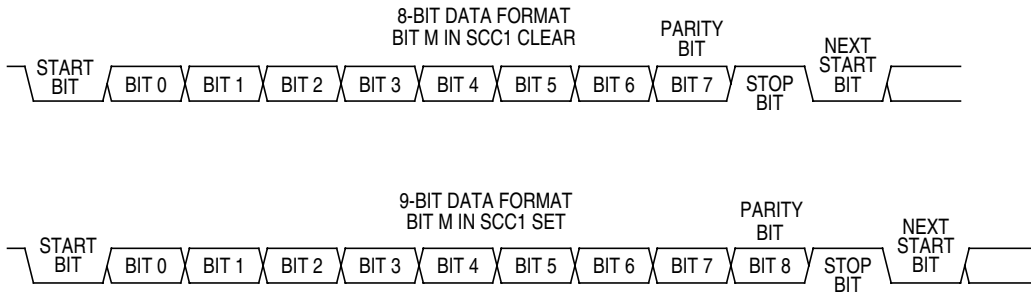 8-BIT DATA FORMAT
BIT M IN SCC1 CLEAR
PARITY
BIT
START
BIT
BIT 0 BIT 1 BIT 2 BIT 3 BIT 4 BIT 5 BIT 6 BIT 7
STOP
BIT
NEXT
START
BIT
9-BIT DATA FORMAT
BIT M IN SCC1 SET
PARITY
BIT
START
BIT
BIT 0 BIT 1 BIT 2 BIT 3 BIT 4 BIT 5 BIT 6 BIT 7 BIT 8
STOP
BIT
NEXT
START
BIT